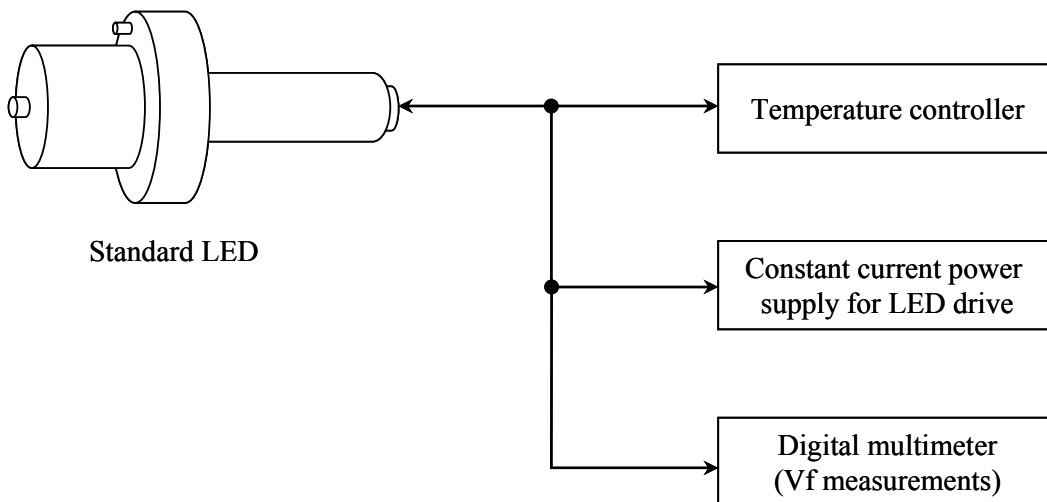 Temperature controller
Standard LED
Constant current power
supply for LED drive
Digital multimeter
(Vf measurements)